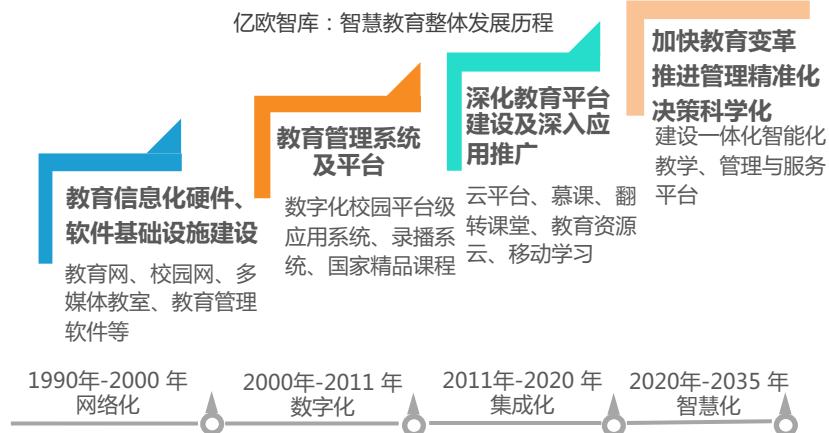 亿欧智库：智慧教育整体发展历程
教育信息化硬件、
软件基础设施建设
教育网、校园网、多
媒体教室、教育管理
软件等
教育管理系统
及平台
数字化校园平台级
应用系统、录播系
统、国家精品课程
深化教育平台
建设及深入应
用推广
云平台、慕课、翻
转课堂、教育资源
云、移动学习
加快教育变革
推进管理精准化
决策科学化
建设一体化智能化
教学、管理与服务
平台
1990年-2000 年
网络化
2000年-2011 年
数字化
2011年-2020 年
集成化
2020年-2035 年
智慧化